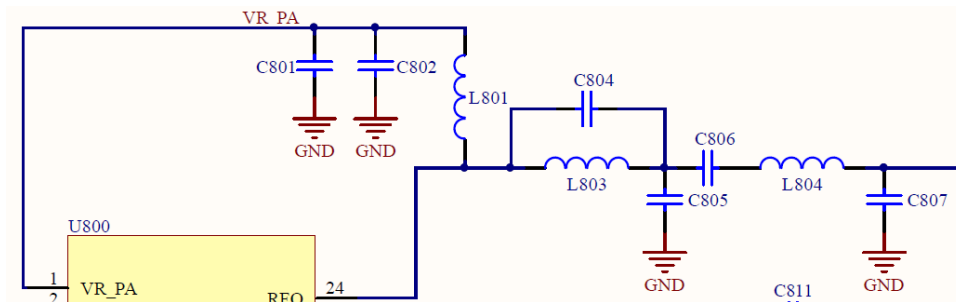 VR_PA
C801
C802
L801
C804
GND
GND
C806
L803
L804
C805
C807
U800
GND
GND
1
VR_PA
24
2
RFO
C811